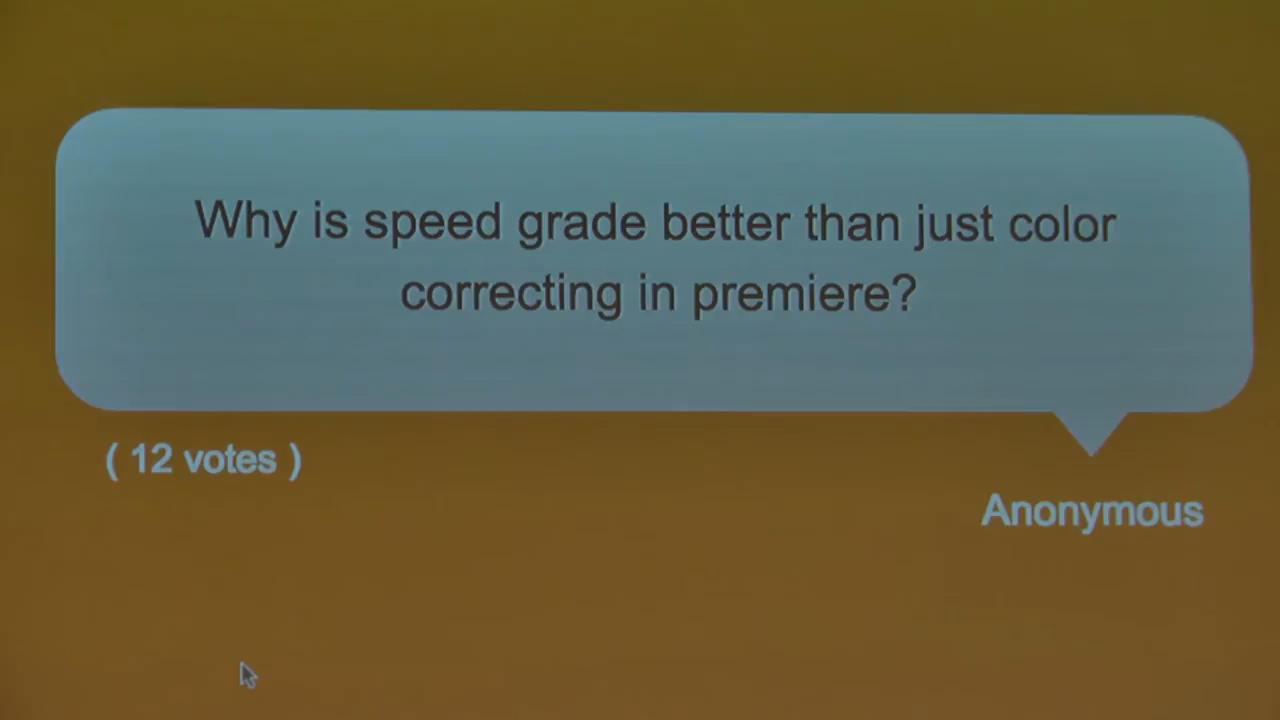 Why is speed grade better than just color
correcting in premiere?
( 12 votes )
Anonymous